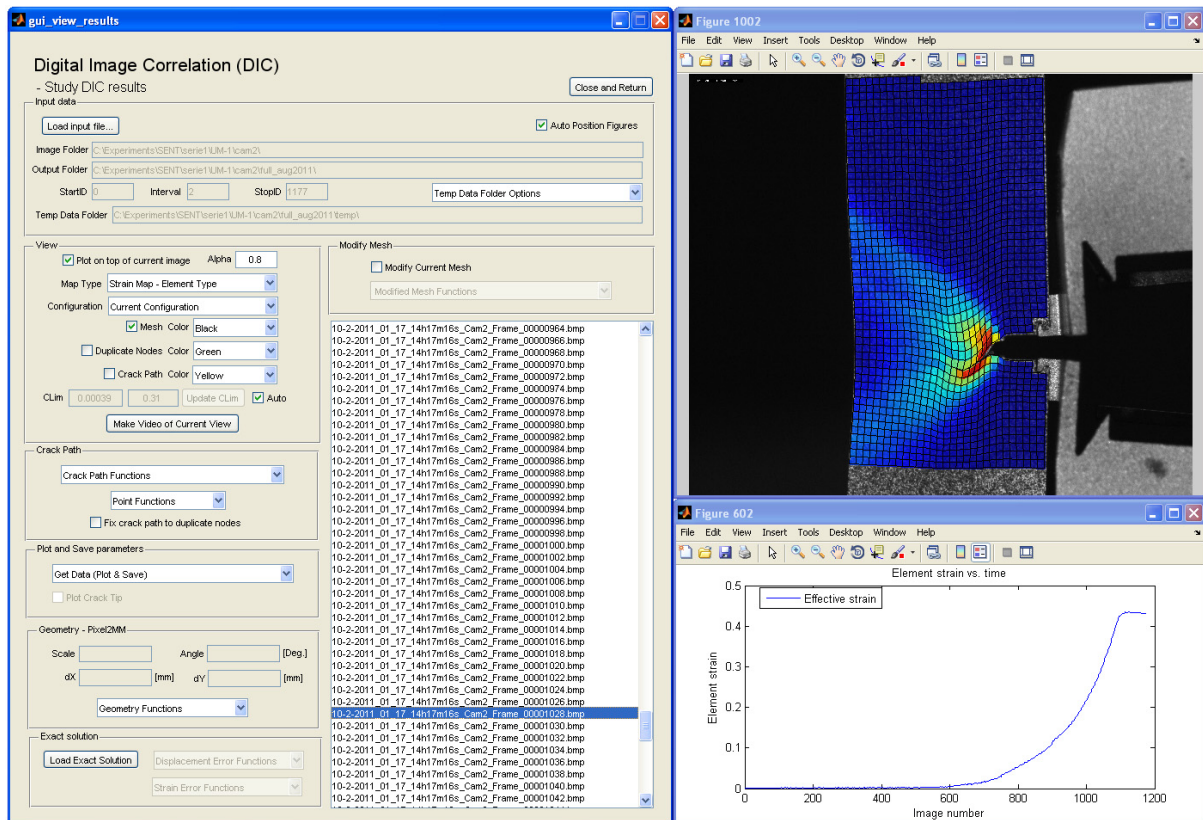 gui_view_results
Digital Image Correlation (DIC)
- Study DIC results
Close and Return
Input data
Load input file...
Auto Position Figures
Image Folder C:\Experiments\SENT\serie1\UM-1\cam2\
Output Folder C:\Experiments\SENT\serie1\UM-1\cam2\full_aug2011\
StartID 0 Interval 2 StopID 1177 Temp Data Folder Options
Temp Data Folder C:\Experiments\SENT\serie1\UM-1\cam2\full_aug2011\temp\
View
Plot on top of current image Alpha 0.8
Map Type Strain Map - Element Type
Configuration Current Configuration
Mesh Color Black
Duplicate Nodes Color Green
Crack Path Color Yellow
CLim 0.00039 0.31 Update CLim Auto
Make Video of Current View
Crack Path
Crack Path Functions
Point Functions
Fix crack path to duplicate nodes
Plot and Save parameters
Get Data (Plot & Save)
Plot Crack Tip
Geometry - Pixel2MM
Scale Angle [Deg.]
dX [mm] dY [mm]
Geometry Functions
Exact solution
Load Exact Solution Displacement Error Functions
Strain Error Functions
Modify Mesh
Modify Current Mesh
Modified Mesh Functions
10-2-2011_01_17_14h17m16s_Cam2_Frame_00000964.bmp
10-2-2011_01_17_14h17m16s_Cam2_Frame_00000966.bmp
10-2-2011_01_17_14h17m16s_Cam2_Frame_00000968.bmp
10-2-2011_01_17_14h17m16s_Cam2_Frame_00000970.bmp
10-2-2011_01_17_14h17m16s_Cam2_Frame_00000972.bmp
10-2-2011_01_17_14h17m16s_Cam2_Frame_00000974.bmp
10-2-2011_01_17_14h17m16s_Cam2_Frame_00000976.bmp
10-2-2011_01_17_14h17m16s_Cam2_Frame_00000978.bmp
10-2-2011_01_17_14h17m16s_Cam2_Frame_00000980.bmp
10-2-2011_01_17_14h17m16s_Cam2_Frame_00000982.bmp
10-2-2011_01_17_14h17m16s_Cam2_Frame_00000984.bmp
10-2-2011_01_17_14h17m16s_Cam2_Frame_00000986.bmp
10-2-2011_01_17_14h17m16s_Cam2_Frame_00000988.bmp
10-2-2011_01_17_14h17m16s_Cam2_Frame_00000990.bmp
10-2-2011_01_17_14h17m16s_Cam2_Frame_00000992.bmp
10-2-2011_01_17_14h17m16s_Cam2_Frame_00000994.bmp
10-2-2011_01_17_14h17m16s_Cam2_Frame_00000996.bmp
10-2-2011_01_17_14h17m16s_Cam2_Frame_00000998.bmp
10-2-2011_01_17_14h17m16s_Cam2_Frame_00001000.bmp
10-2-2011_01_17_14h17m16s_Cam2_Frame_00001002.bmp
10-2-2011_01_17_14h17m16s_Cam2_Frame_00001004.bmp
10-2-2011_01_17_14h17m16s_Cam2_Frame_00001006.bmp
10-2-2011_01_17_14h17m16s_Cam2_Frame_00001008.bmp
10-2-2011_01_17_14h17m16s_Cam2_Frame_00001010.bmp
10-2-2011_01_17_14h17m16s_Cam2_Frame_00001012.bmp
10-2-2011_01_17_14h17m16s_Cam2_Frame_00001014.bmp
10-2-2011_01_17_14h17m16s_Cam2_Frame_00001016.bmp
10-2-2011_01_17_14h17m16s_Cam2_Frame_00001018.bmp
10-2-2011_01_17_14h17m16s_Cam2_Frame_00001020.bmp
10-2-2011_01_17_14h17m16s_Cam2_Frame_00001022.bmp
10-2-2011_01_17_14h17m16s_Cam2_Frame_00001024.bmp
10-2-2011_01_17_14h17m16s_Cam2_Frame_00001026.bmp
10-2-2011_01_17_14h17m16s_Cam2_Frame_00001028.bmp
10-2-2011_01_17_14h17m16s_Cam2_Frame_00001030.bmp
10-2-2011_01_17_14h17m16s_Cam2_Frame_00001032.bmp
10-2-2011_01_17_14h17m16s_Cam2_Frame_00001034.bmp
10-2-2011_01_17_14h17m16s_Cam2_Frame_00001036.bmp
10-2-2011_01_17_14h17m16s_Cam2_Frame_00001038.bmp
10-2-2011_01_17_14h17m16s_Cam2_Frame_00001040.bmp
10-2-2011_01_17_14h17m16s_Cam2_Frame_00001042.bmp
Figure 1002
File Edit View Insert Tools Desktop Window Help
Figure 602
File Edit View Insert Tools Desktop Window Help
Element strain vs. time
Effective strain
0.5
0.4
0.3
0.2
0.1
0
Element strain
0 200 400 600 800 1000 1200
Image number